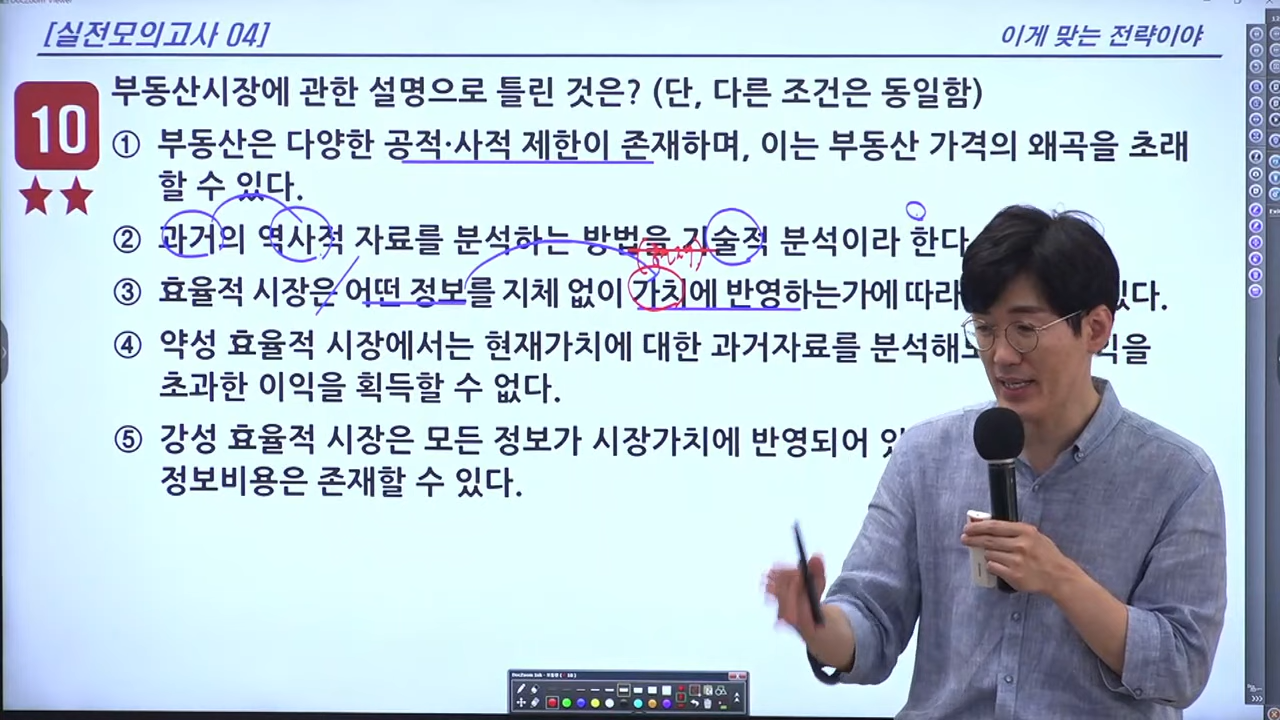 [실전모의고사 04]
이게 맞는 전략이야
10
부동산시장에 관한 설명으로 틀린 것은? (단, 다른 조건은 동일함)
① 부동산은 다양한 공적·사적 제한이 존재하며, 이는 부동산 가격의 왜곡을 초래
할 수 있다.
② 과거의 역사적 자료를 분석하는 방법을 기술적 분석이라 한다
③ 효율적 시장은 어떤 정보를 지체 없이 가치에 반영하는가에 따라 있다.
④ 약성 효율적 시장에서는 현재가치에 대한 과거자료를 분석해 익을
초과한 이익을 획득할 수 없다.
⑤ 강성 효율적 시장은 모든 정보가 시장가치에 반영되어
정보비용은 존재할 수 있다.